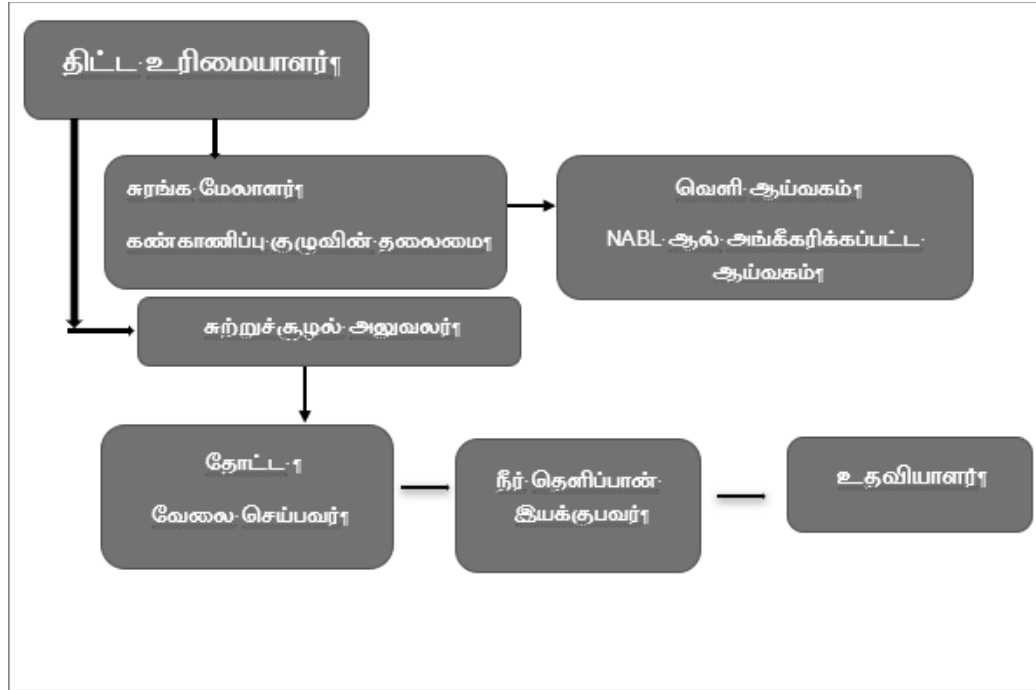 திட்ட உரிமையாளர்
சுரங்க மேலாளர்
கண்காணிப்பு குழுவின் தலைமை
வெளி ஆய்வகம்
NABL ஆல் அங்கீகரிக்கப்பட்ட
ஆய்வகம்
சுற்றுச்சூழல் அலுவலர்
தோட்ட
வேலை செய்பவர்
நீர் தெளிப்பான்
இயக்குபவர்
உதவியாளர்